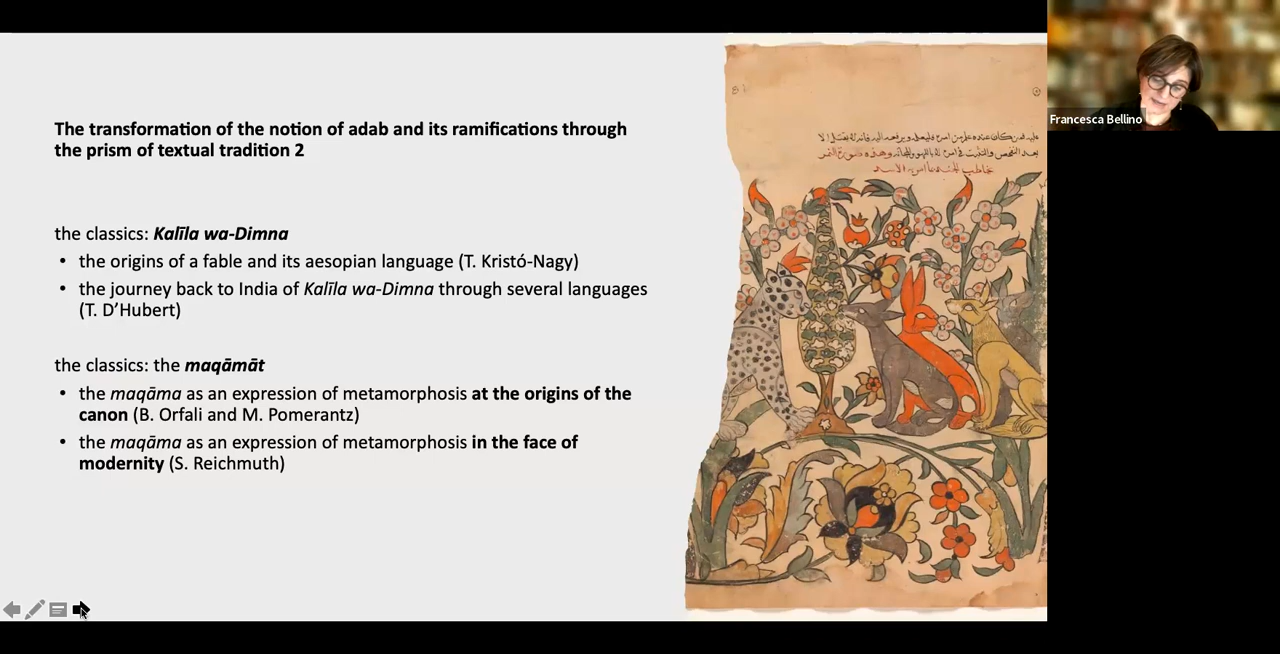 The transformation of the notion of adab and its ramifications through
the prism of textual tradition 2
the classics: Kalīla wa-Dimna
• the origins of a fable and its aesopian language (T. Kristó-Nagy)
• the journey back to India of Kalīla wa-Dimna through several languages
(T. D’Hubert)
the classics: the maqāmāt
• the maqāma as an expression of metamorphosis at the origins of the
canon (B. Orfali and M. Pomerantz)
• the maqāma as an expression of metamorphosis in the face of
modernity (S. Reichmuth)
وهذه صورة النمر
Francesca Bellino